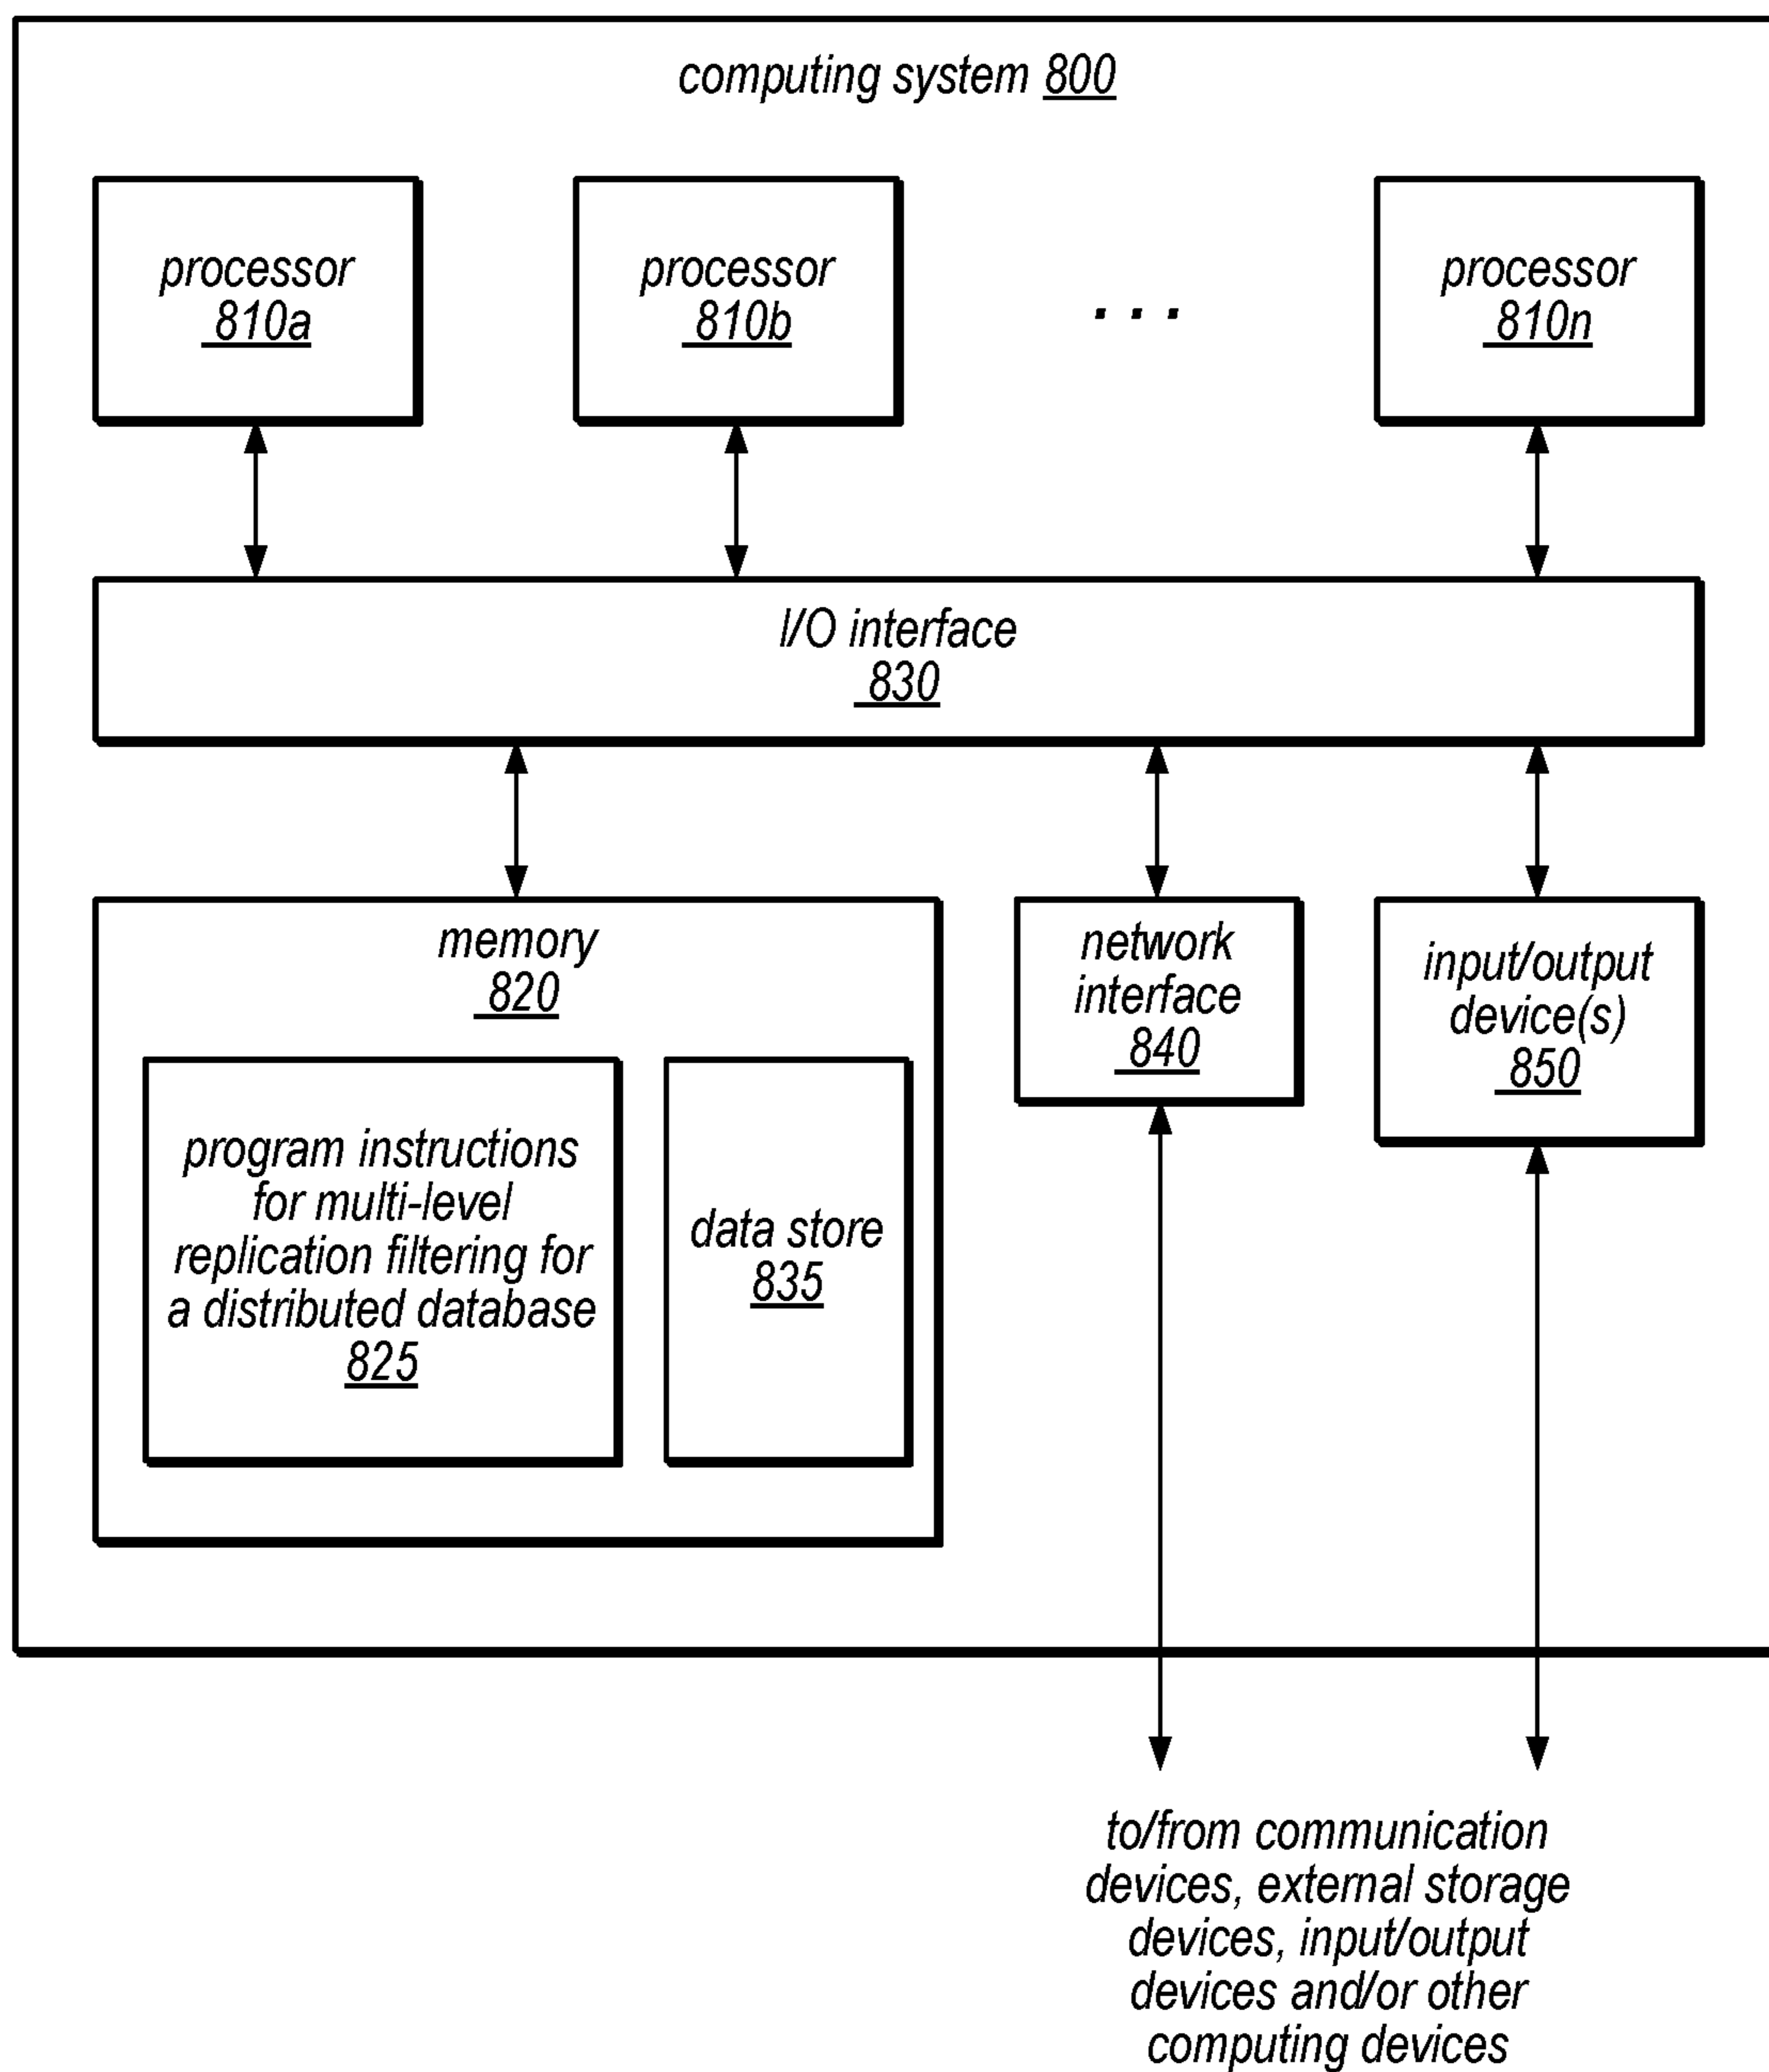 computing system 800
processor
810a
processor
810b
. . .
processor
810n
I/O interface
830
memory
820
program instructions
for multi-level
replication filtering for
a distributed database
825
data store
835
network
interface
840
input/output
device(s)
850
to/from communication
devices, external storage
devices, input/output
devices and/or other
computing devices